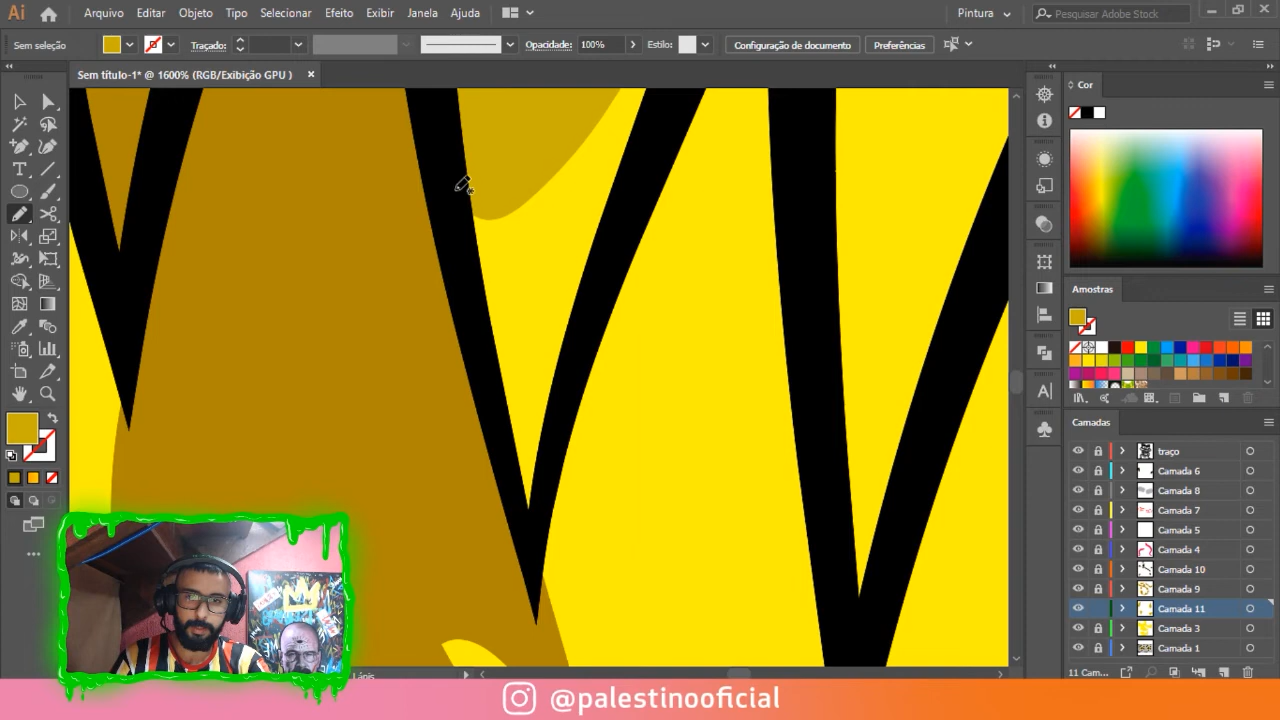 Ai
Arquivo Editar Objeto Tipo Selecionar Efeito Exibir Janela Ajuda
Pintura
Pesquisar Adobe Stock
Sem seleção
Traçado:
Opacidade: 100%
Estilo:
Configuração de documento
Preferências
Sem título-1* @ 1600% (RGB/Exibição GPU )
Cor
Amostras
Camadas
traço
Camada 6
Camada 8
Camada 7
Camada 5
Camada 4
Camada 10
Camada 9
Camada 11
Camada 3
Camada 1
11 Cam...
Lápis
@palestinooficial